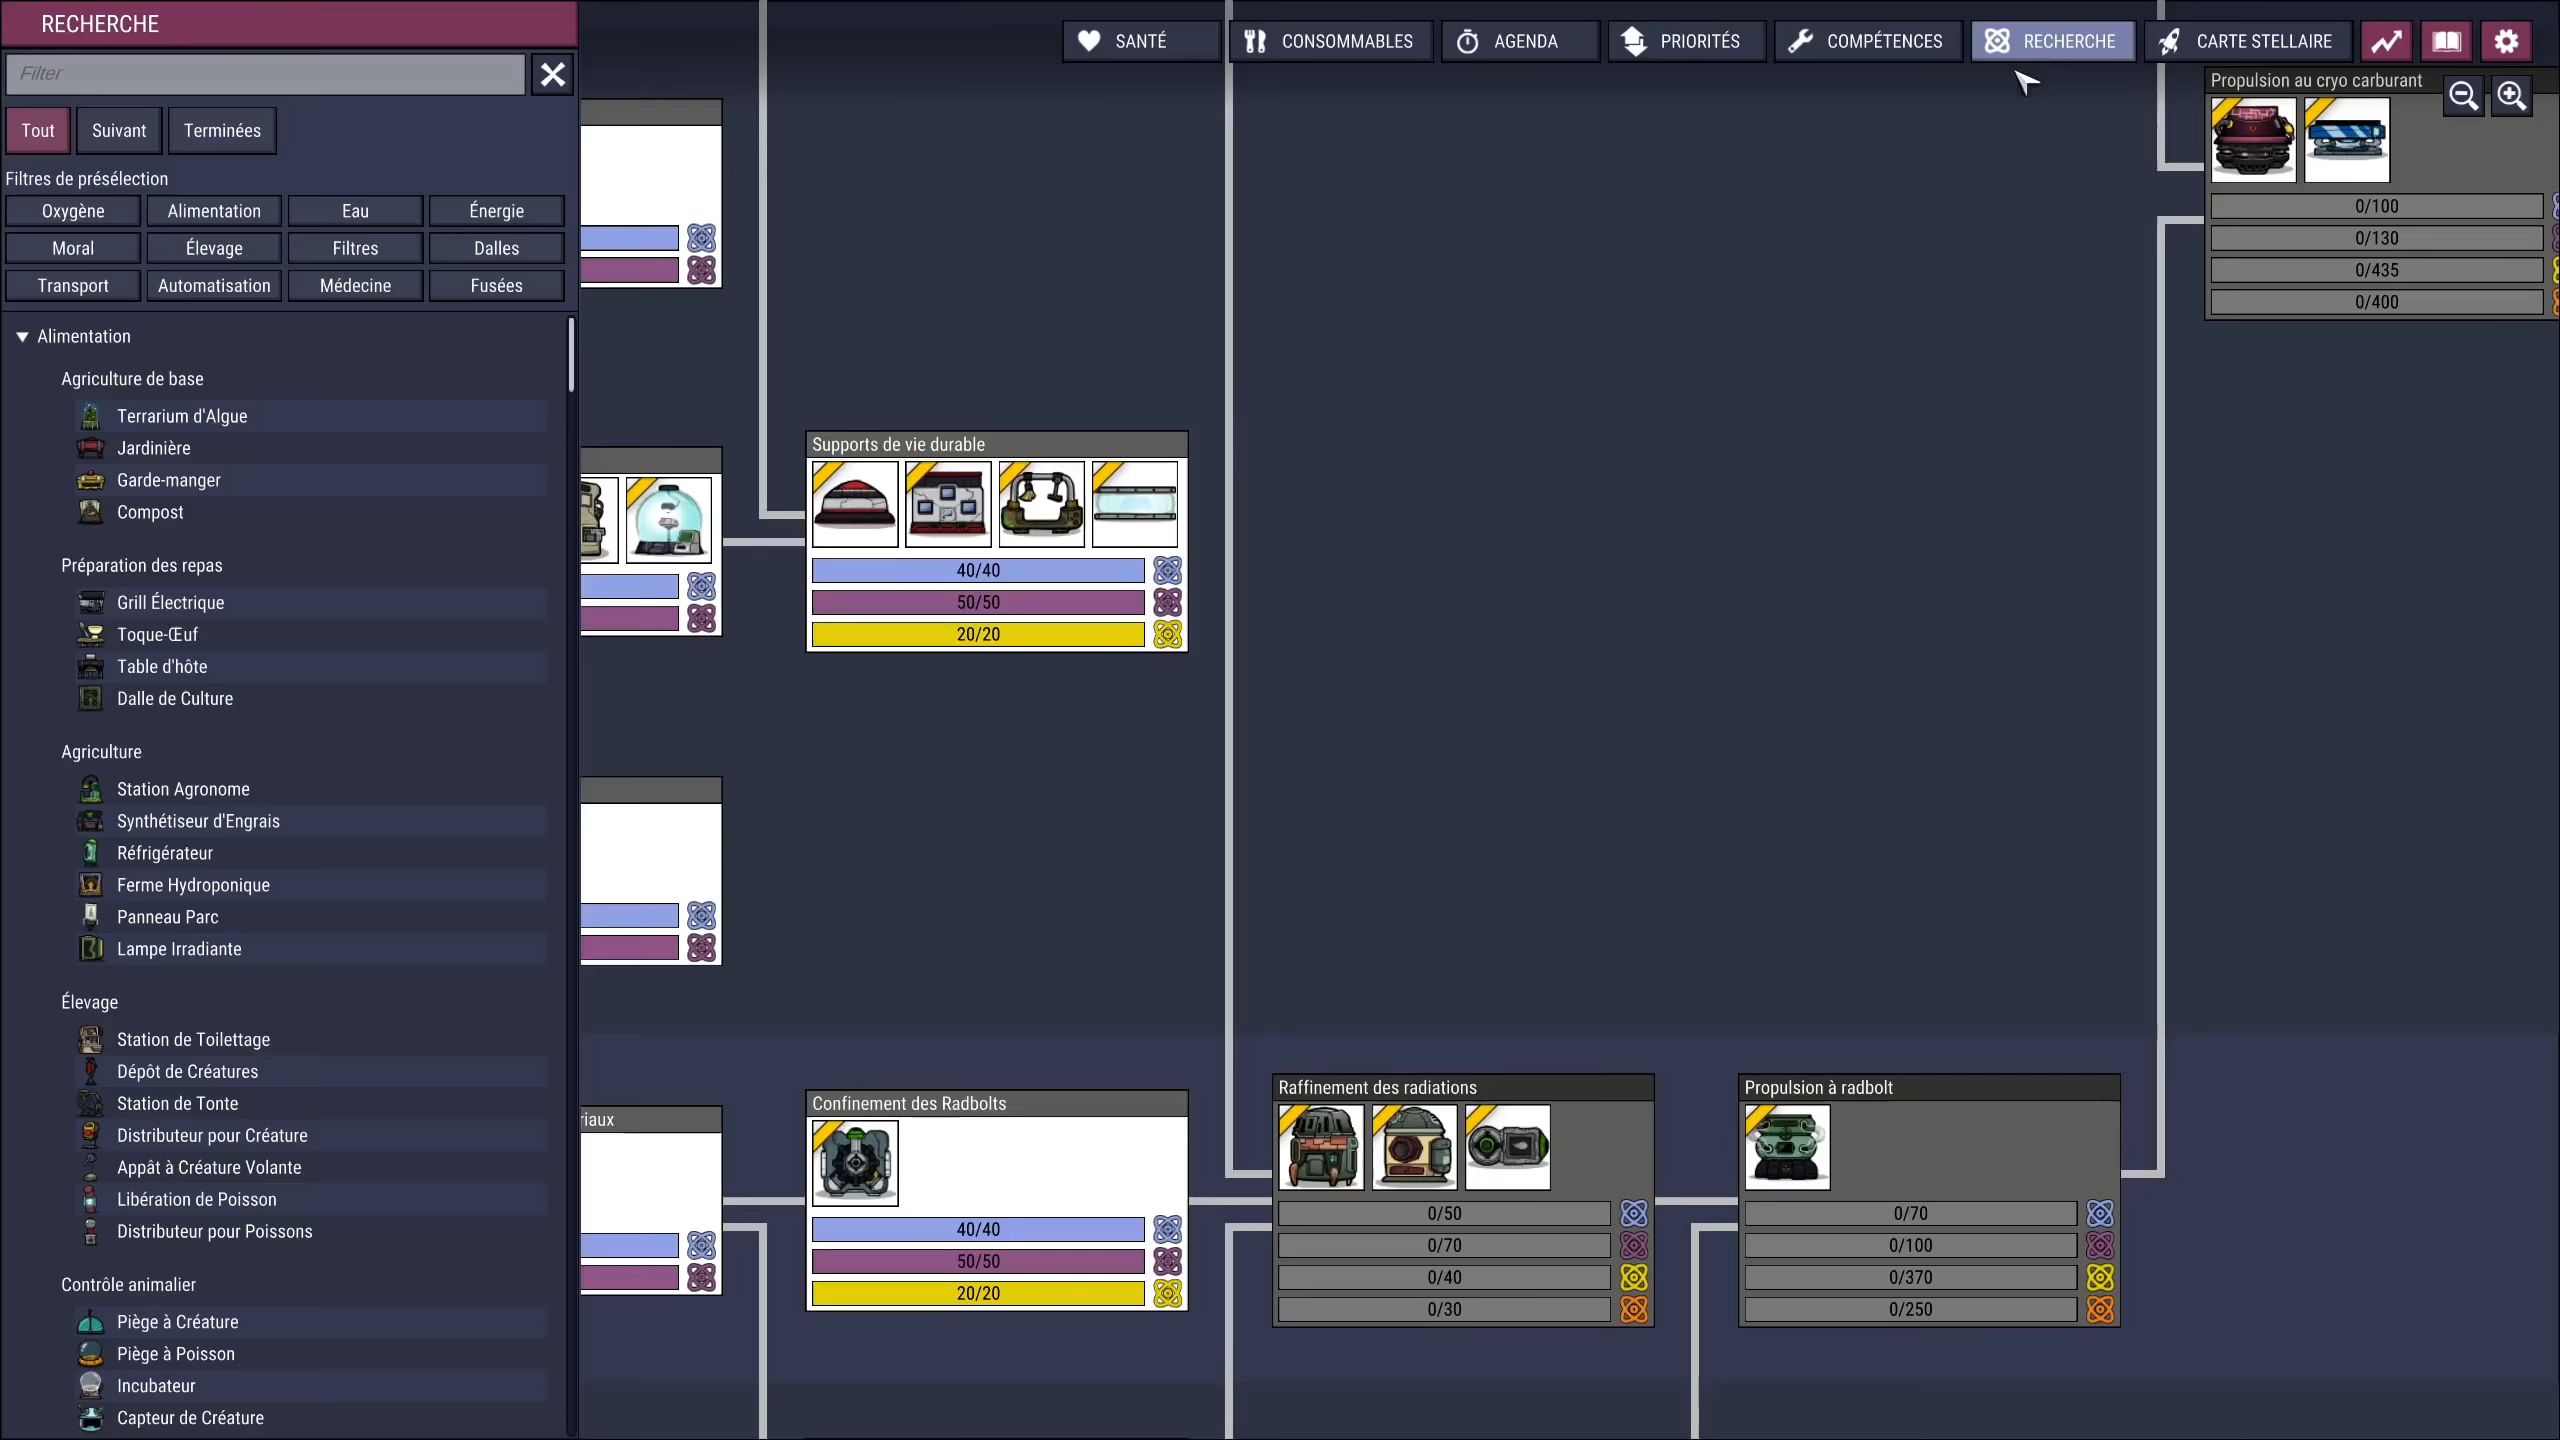 RECHERCHE
Filter
Tout
Suivant
Terminées
Filtres de présélection
Oxygène
Alimentation
Eau
Énergie
Moral
Élevage
Filtres
Dalles
Transport
Automatisation
Médecine
Fusées
Alimentation
Agriculture de base
Terrarium d'Algue
Jardinière
Garde-manger
Compost
Préparation des repas
Grill Électrique
Toque-Œuf
Table d'hôte
Dalle de Culture
Agriculture
Station Agronome
Synthétiseur d'Engrais
Réfrigérateur
Ferme Hydroponique
Panneau Parc
Lampe Irradiante
Élevage
Station de Toilettage
Dépôt de Créatures
Station de Tonte
Distributeur pour Créature
Appât à Créature Volante
Libération de Poisson
Distributeur pour Poissons
Contrôle animalier
Piège à Créature
Piège à Poisson
Incubateur
Capteur de Créature
SANTÉ
CONSOMMABLES
AGENDA
PRIORITÉS
COMPÉTENCES
RECHERCHE
CARTE STELLAIRE
Propulsion au cryo carburant
0/100
0/130
0/435
0/400
Supports de vie durable
40/40
50/50
20/20
riaux
Confinement des Radbolts
40/40
50/50
20/20
Raffinement des radiations
0/50
0/70
0/40
0/30
Propulsion à radbolt
0/70
0/100
0/370
0/250